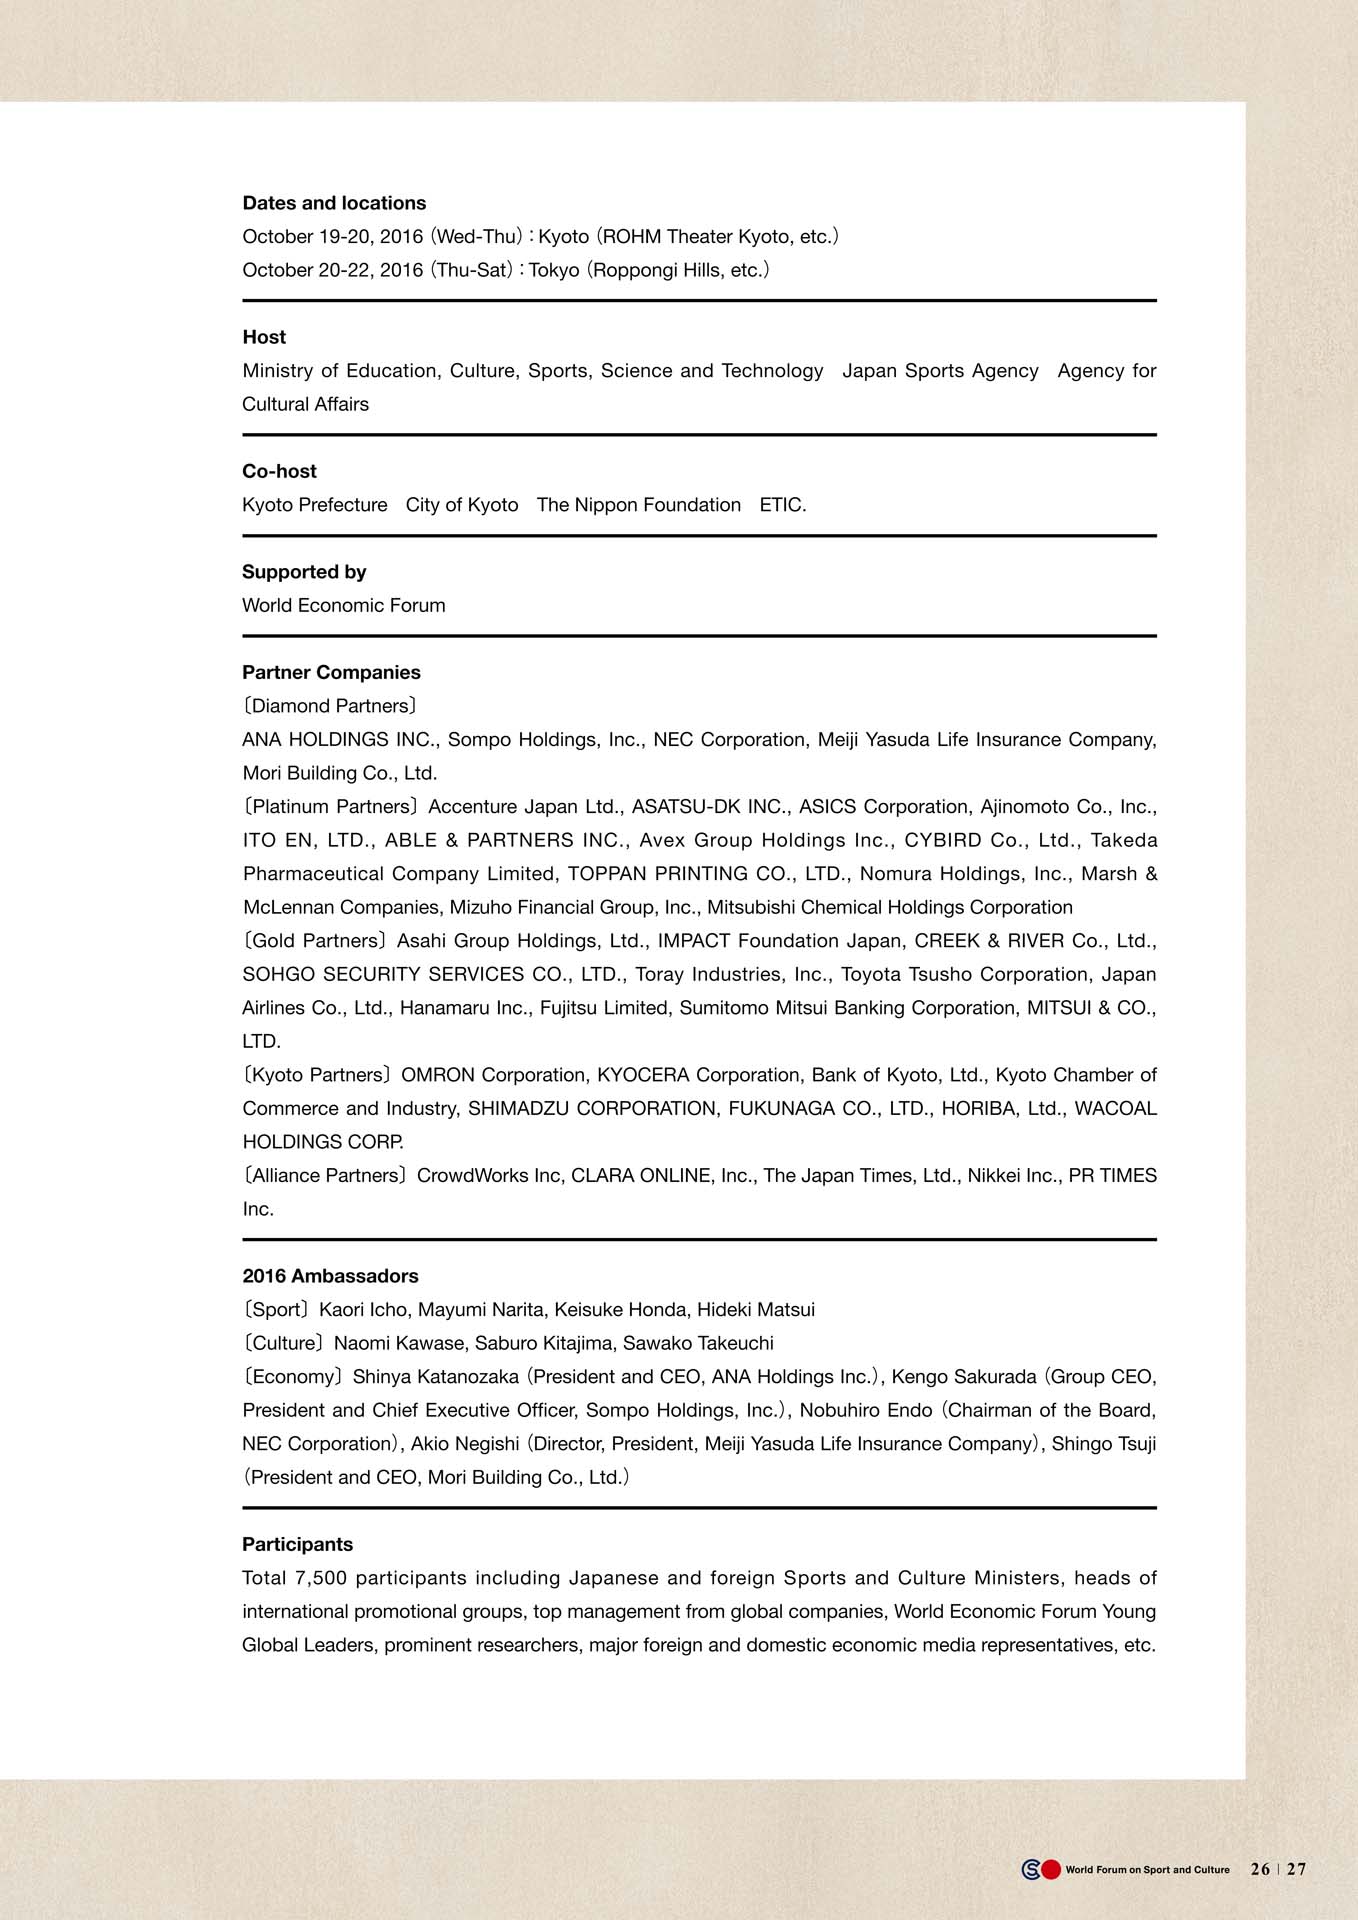 Dates and locations
October 19-20, 2016（Wed-Thu）: Kyoto（ROHM Theater Kyoto, etc.）
October 20-22, 2016（Thu-Sat）: Tokyo（Roppongi Hills, etc.）
Host
Ministry of Education, Culture, Sports, Science and Technology　Japan Sports Agency　Agency for
Cultural Affairs
Co-host
Kyoto Prefecture　City of Kyoto　The Nippon Foundation　ETIC.
Supported by
World Economic Forum
Partner Companies
〔Diamond Partners〕
ANA HOLDINGS INC., Sompo Holdings, Inc., NEC Corporation, Meiji Yasuda Life Insurance Company,
Mori Building Co., Ltd.
〔Platinum Partners〕Accenture Japan Ltd., ASATSU-DK INC., ASICS Corporation, Ajinomoto Co., Inc.,
ITO EN, LTD., ABLE & PARTNERS INC., Avex Group Holdings Inc., CYBIRD Co., Ltd., Takeda
Pharmaceutical Company Limited, TOPPAN PRINTING CO., LTD., Nomura Holdings, Inc., Marsh &
McLennan Companies, Mizuho Financial Group, Inc., Mitsubishi Chemical Holdings Corporation
〔Gold Partners〕Asahi Group Holdings, Ltd., IMPACT Foundation Japan, CREEK & RIVER Co., Ltd.,
SOHGO SECURITY SERVICES CO., LTD., Toray Industries, Inc., Toyota Tsusho Corporation, Japan
Airlines Co., Ltd., Hanamaru Inc., Fujitsu Limited, Sumitomo Mitsui Banking Corporation, MITSUI & CO.,
LTD.
〔Kyoto Partners〕OMRON Corporation, KYOCERA Corporation, Bank of Kyoto, Ltd., Kyoto Chamber of
Commerce and Industry, SHIMADZU CORPORATION, FUKUNAGA CO., LTD., HORIBA, Ltd., WACOAL
HOLDINGS CORP.
〔Alliance Partners〕CrowdWorks Inc, CLARA ONLINE, Inc., The Japan Times, Ltd., Nikkei Inc., PR TIMES
Inc.
2016 Ambassadors
〔Sport〕Kaori Icho, Mayumi Narita, Keisuke Honda, Hideki Matsui
〔Culture〕Naomi Kawase, Saburo Kitajima, Sawako Takeuchi
〔Economy〕Shinya Katanozaka（President and CEO, ANA Holdings Inc.）, Kengo Sakurada（Group CEO,
President and Chief Executive Officer, Sompo Holdings, Inc.）, Nobuhiro Endo（Chairman of the Board,
NEC Corporation）, Akio Negishi（Director, President, Meiji Yasuda Life Insurance Company）, Shingo Tsuji
（President and CEO, Mori Building Co., Ltd.）
Participants
Total 7,500 participants including Japanese and foreign Sports and Culture Ministers, heads of
international promotional groups, top management from global companies, World Economic Forum Young
Global Leaders, prominent researchers, major foreign and domestic economic media representatives, etc.
World Forum on Sport and Culture　26 | 27